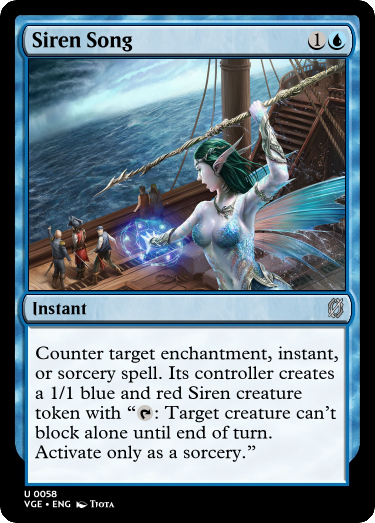 Siren Song 1
Instant
Counter target enchantment, instant,
or sorcery spell. Its controller creates
a 1/1 blue and red Siren creature
token with “: Target creature can’t
block alone until end of turn.
Activate only as a sorcery.”
U 0058
VGE • ENG Tiota